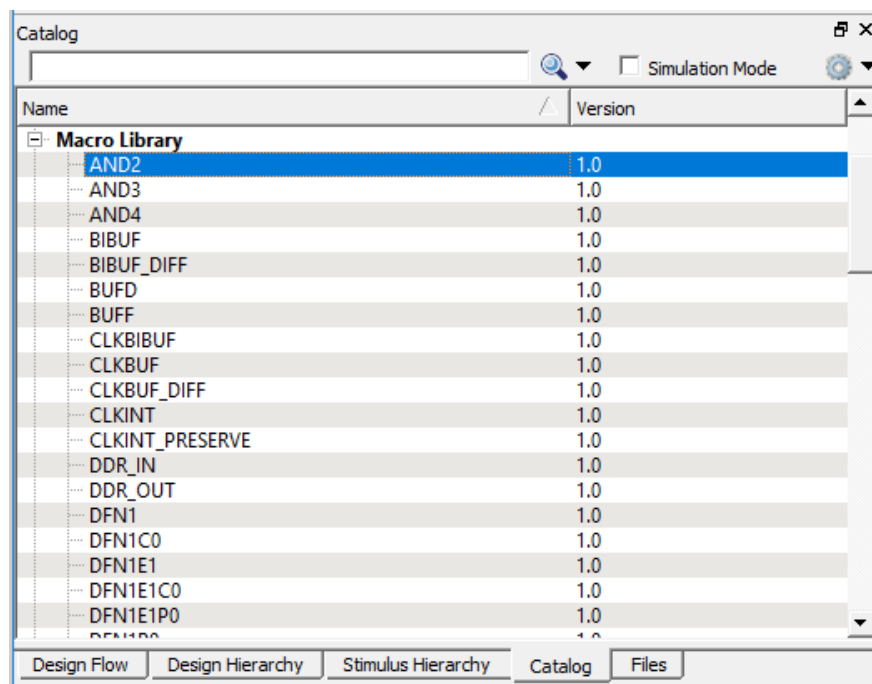 Catalog
Simulation Mode
Name Version
Macro Library
AND2 1.0
AND3 1.0
AND4 1.0
BIBUF 1.0
BIBUF_DIFF 1.0
BUFD 1.0
BUFF 1.0
CLKBIBUF 1.0
CLKBUF 1.0
CLKBUF_DIFF 1.0
CLKINT 1.0
CLKINT_PRESERVE 1.0
DDR_IN 1.0
DDR_OUT 1.0
DFN1 1.0
DFN1C0 1.0
DFN1E1 1.0
DFN1E1C0 1.0
DFN1E1P0 1.0
Design Flow Design Hierarchy Stimulus Hierarchy Catalog Files